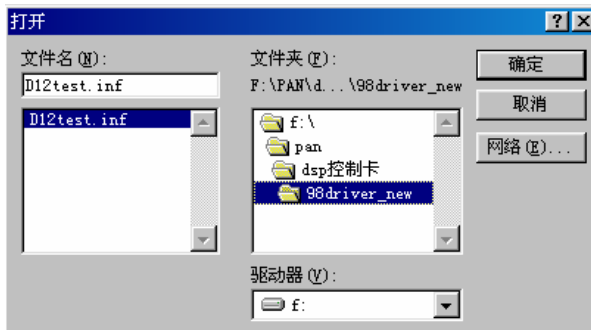 打开
文件名(N):
D12test.inf
D12test.inf
文件夹(F):
F:\PAN\d...\98driver_new
f:\
pan
dsp控制卡
98driver_new
驱动器(V):
f:
确定
取消
网络(E)...